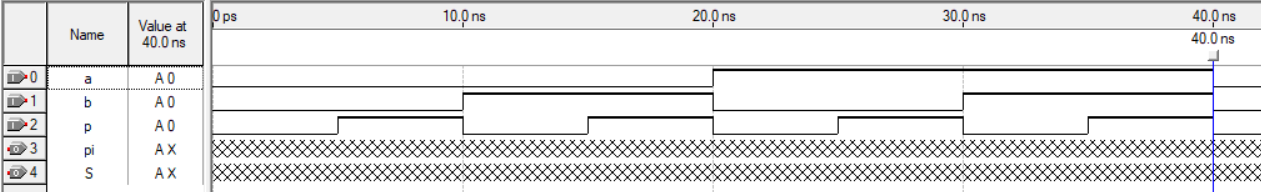 Name Value at 40.0 ns 0 ps 10.0 ns 20.0 ns 30.0 ns 40.0 ns
40.0 ns
0 a A 0
1 b A 0
2 p A 0
3 pi A X
4 S A X